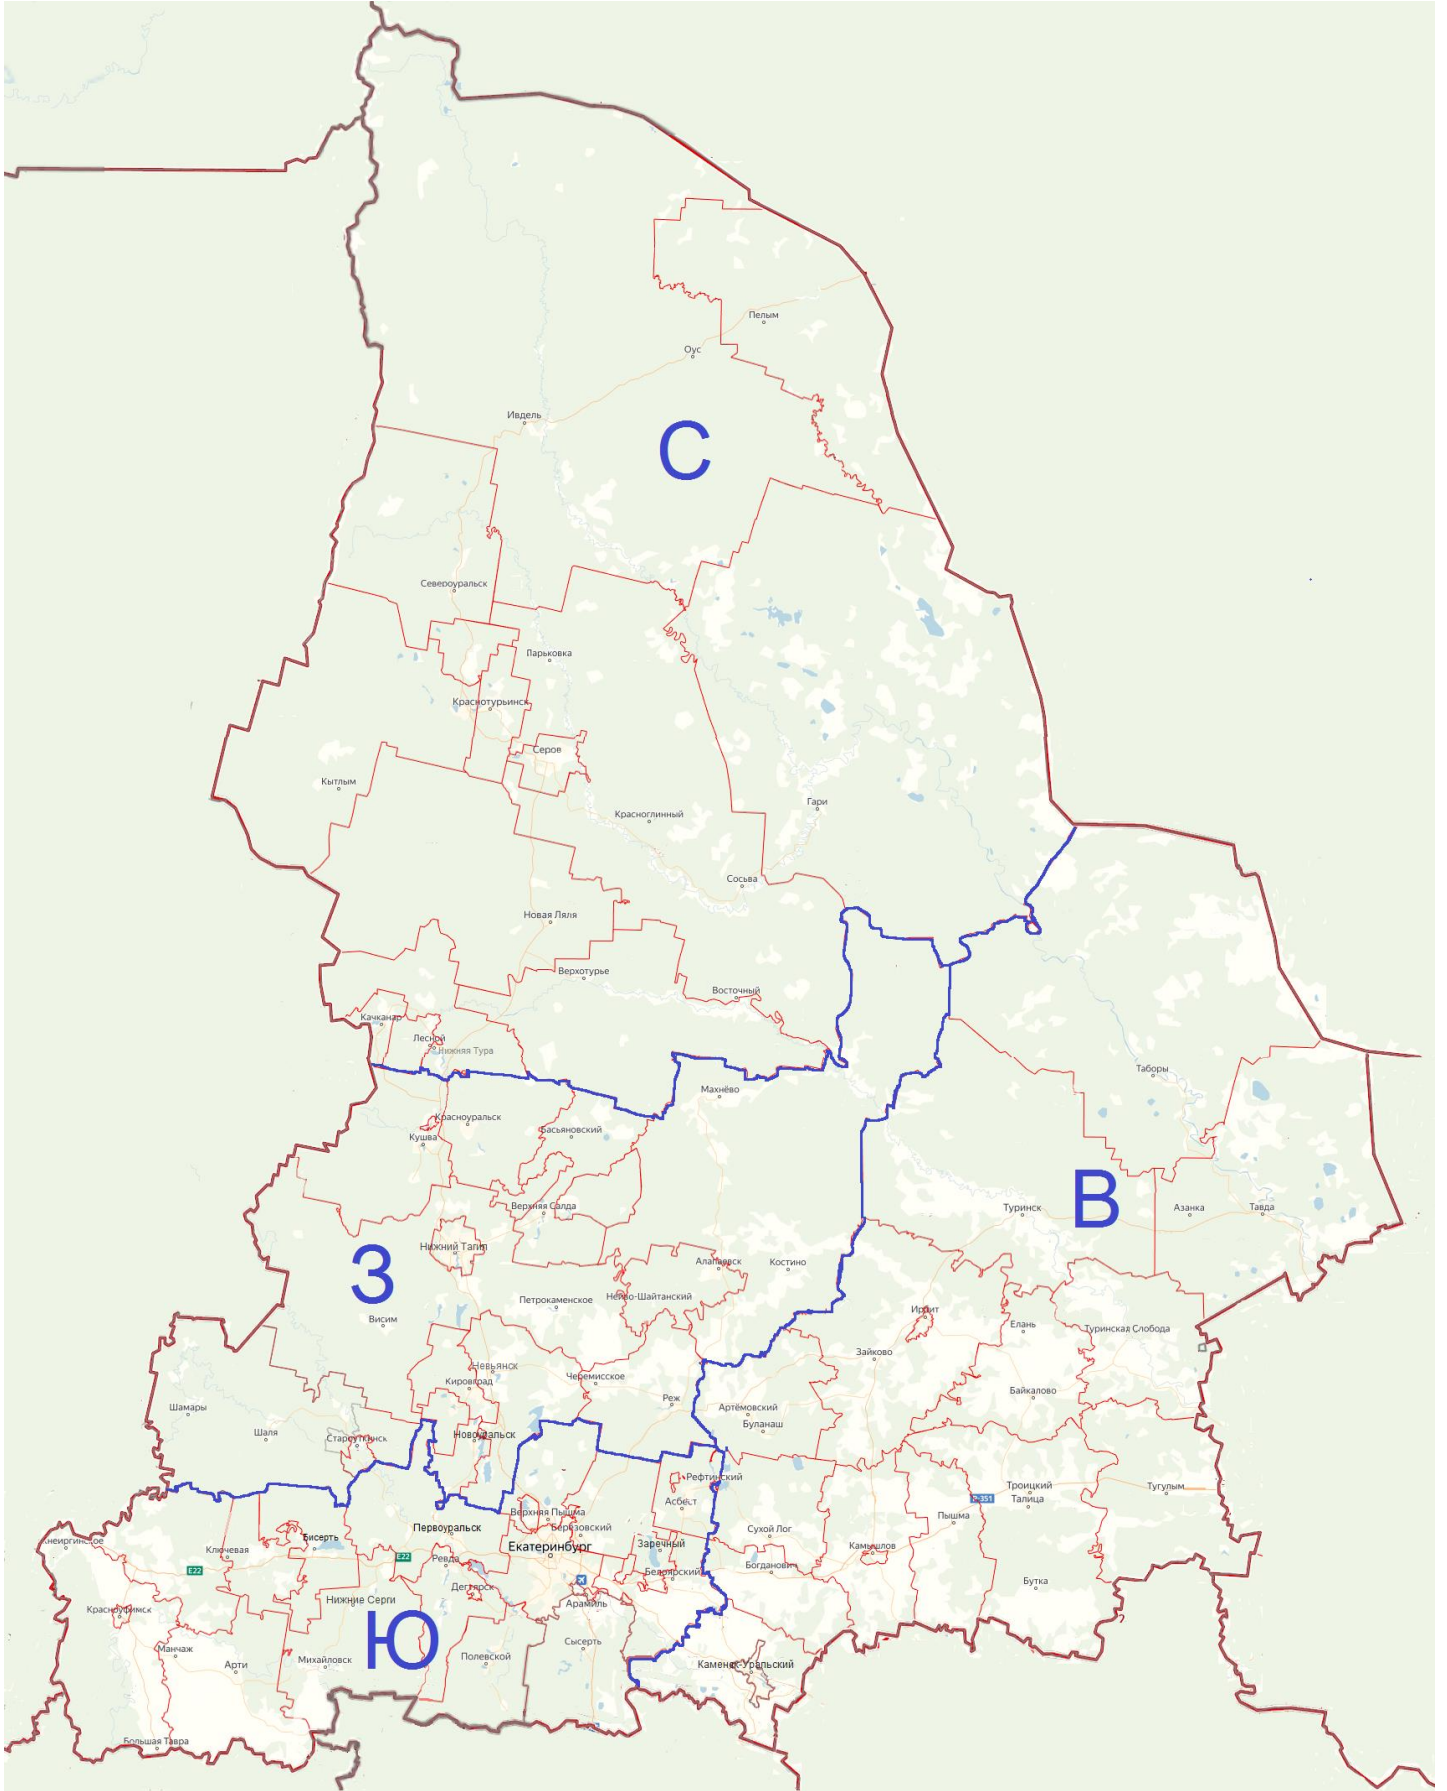 Пелым
Оус
Ивдель
С
Североуральск
Парьковка
Краснотурьинск
Серов
Кытлым
Гари
Красноглинный
Сосьва
Новая Ляля
Верхотурье
Восточный
Качканар
Лесной
Нижняя Тура
Таборы
Махнёво
Красноуральск
Басьяновский
Кушва
В
Верхняя Салда
Туринск
Азанка
Тавда
Нижний Тагил
З
Алапаевск
Костино
Петрокаменское
Нейво-Шайтанский
Висим
Ирбит
Елань
Туринская Слобода
Зайково
Невьянск
Кировград
Черемисское
Байкалово
Реж
Шамары
Артёмовский
Буланаш
Шаля
Староуткинск
Новоуральск
Рефтинский
Троицкий
Талица
Тугулым
Р-351
Асбест
Верхняя Пышма
Пышма
Первоуральск
Берёзовский
Сухой Лог
Бисерть
Заречный
Камышлов
Ключевая
Екатеринбург
Е22
Ревда
Богданович
Е22
Белоярский
Дегтярск
Бутка
Нижние Серги
Арамиль
Красноуфимск
Ю
Сысерть
Манчаж
Михайловск
Полевской
Арти
Каменск-Уральский
Большая Тавра